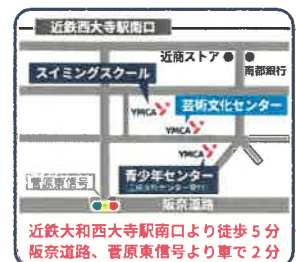 近鉄西大寺駅南口
近商ストア
南都銀行
スイミングスクール
YMCA
芸術文化センター
YMCA
YMCA
青少年センター
菅原東信号
阪奈道路
近鉄大和西大寺駅南口より徒歩5分
阪奈道路、菅原東信号より車で2分